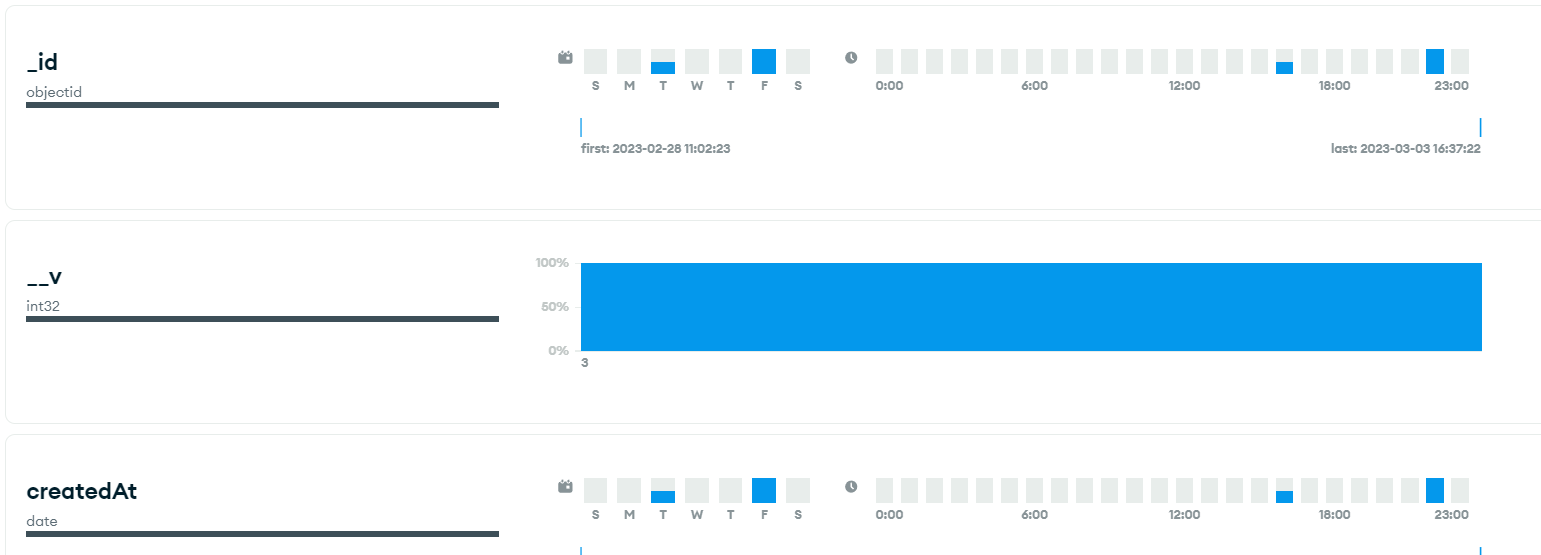 _id
objectid
S M T W T F S
0:00 6:00 12:00 18:00 23:00
first: 2023-02-28 11:02:23 last: 2023-03-03 16:37:22
__v
int32
100%
50%
0%
3
createdAt
date
S M T W T F S
0:00 6:00 12:00 18:00 23:00